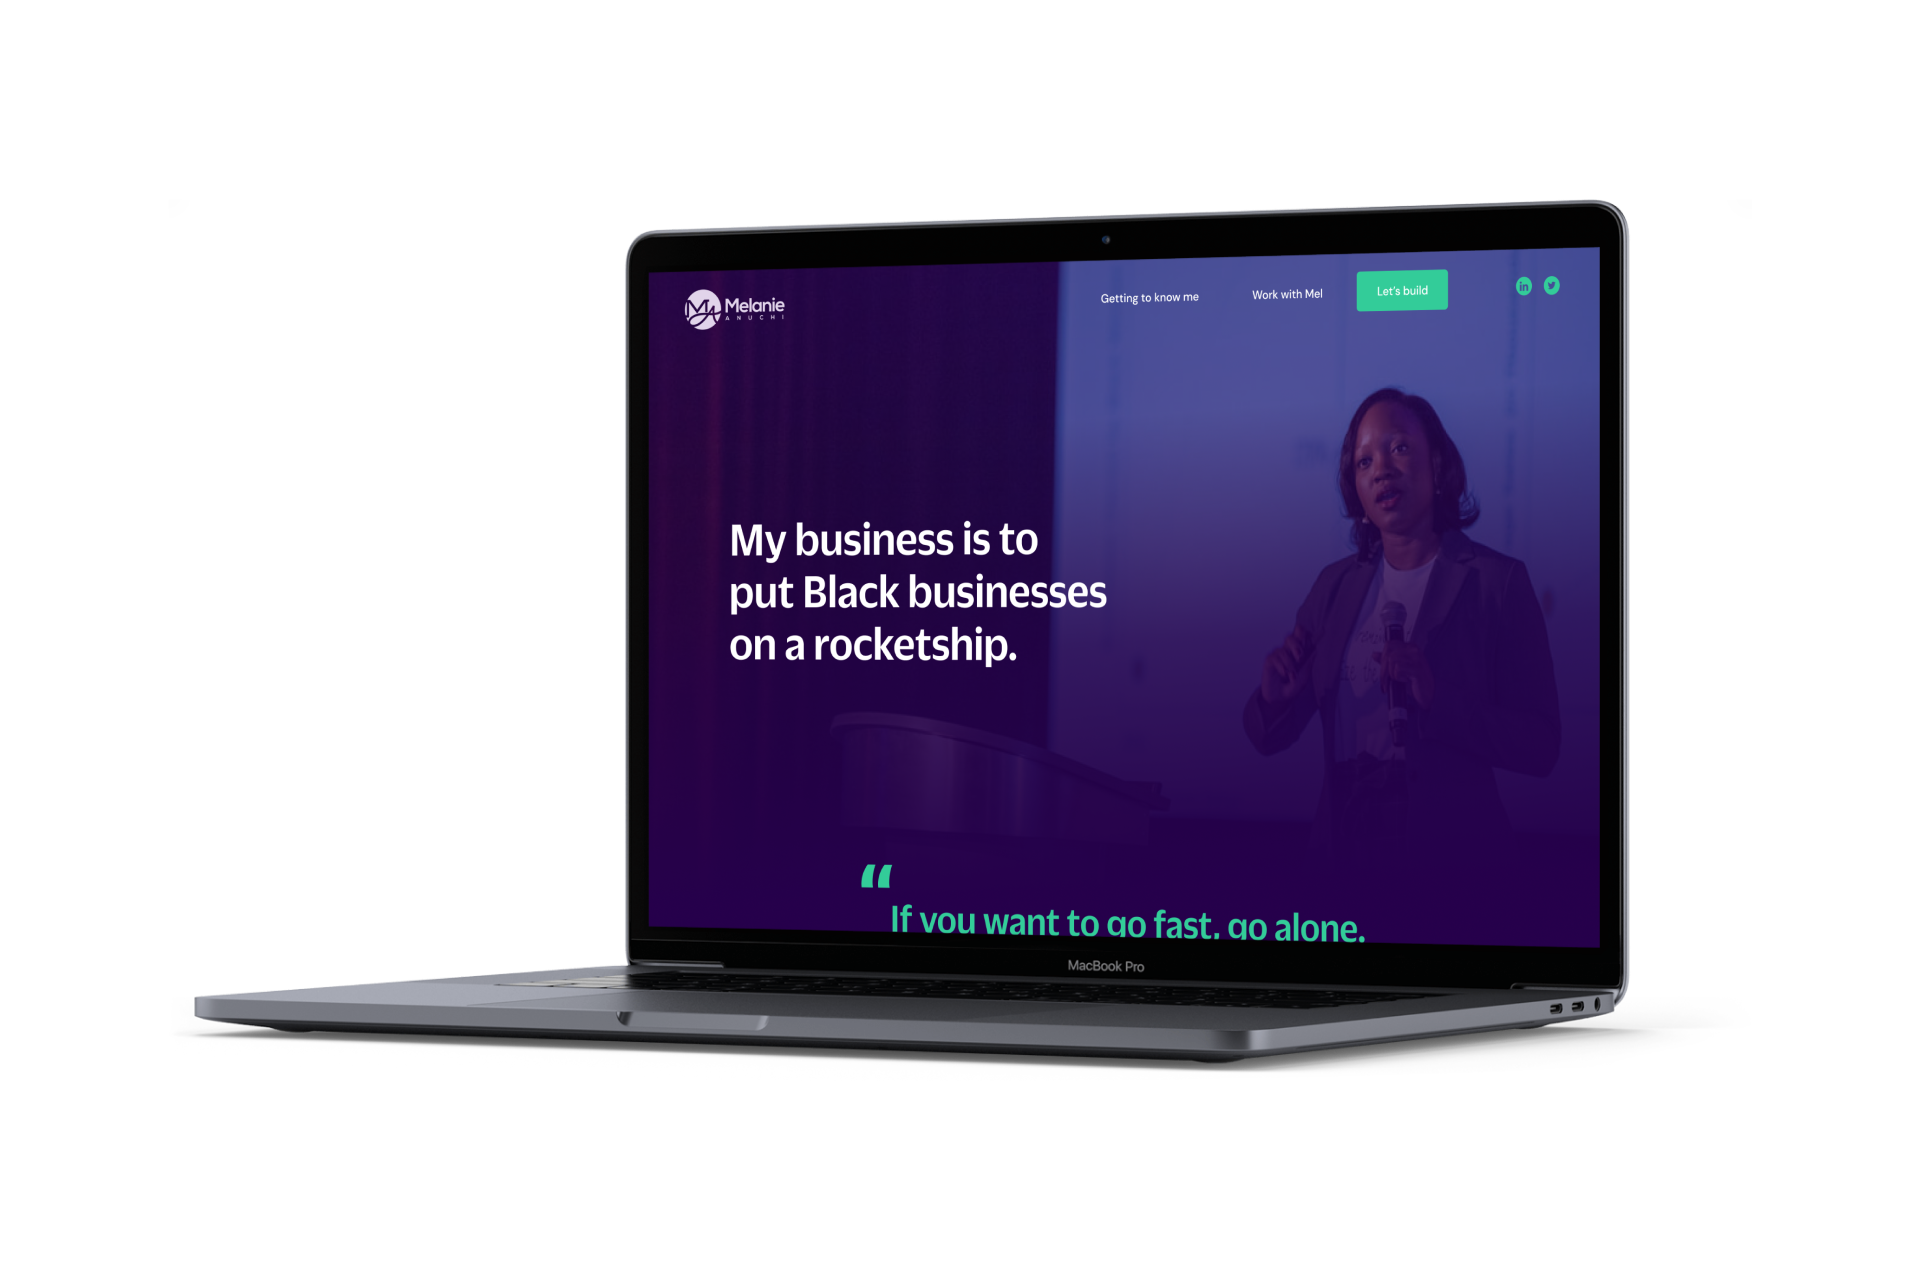 MA Melanie
ANUCHI
Getting to know me
Work with Mel
Let's build
in
My business is to
put Black businesses
on a rocketship.
“
If you want to go fast, go alone.
MacBook Pro